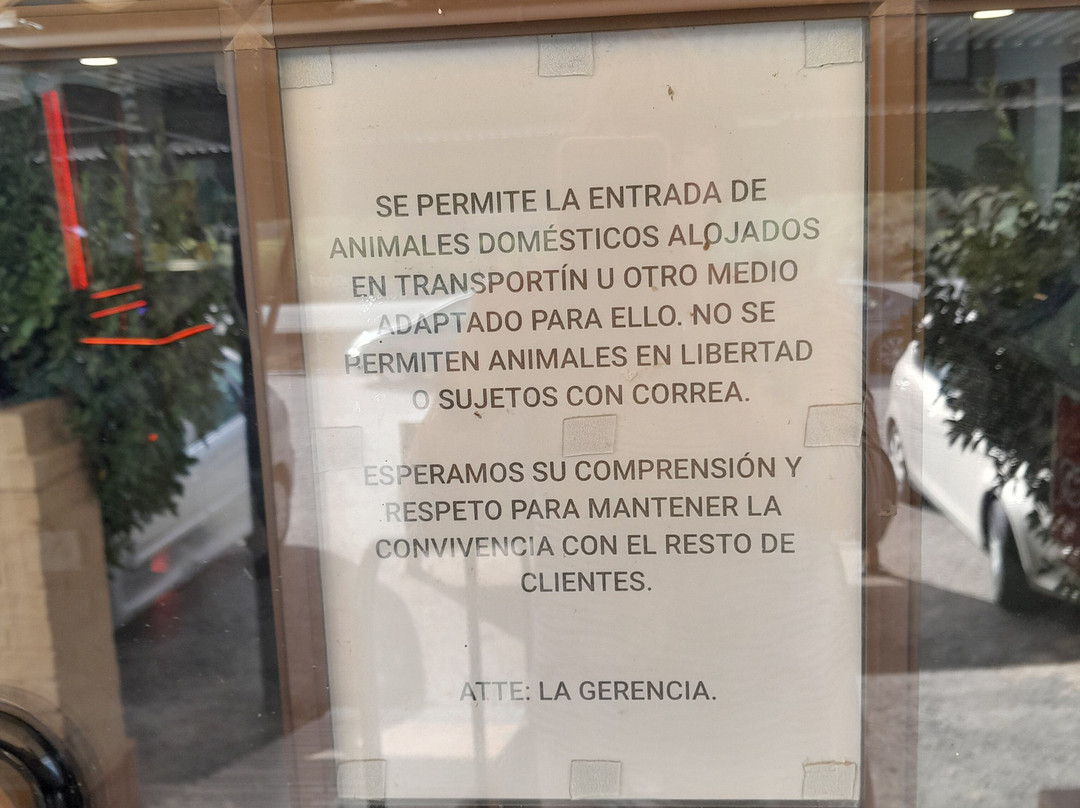 SE PERMITE LA ENTRADA DE
ANIMALES DOMÉSTICOS ALOJADOS
EN TRANSPORTÍN U OTRO MEDIO
ADAPTADO PARA ELLO. NO SE
PERMITEN ANIMALES EN LIBERTAD
O SUJETOS CON CORREA.
ESPERAMOS SU COMPRENSIÓN Y
RESPETO PARA MANTENER LA
CONVIVENCIA CON EL RESTO DE
CLIENTES.
ATTE: LA GERENCIA.